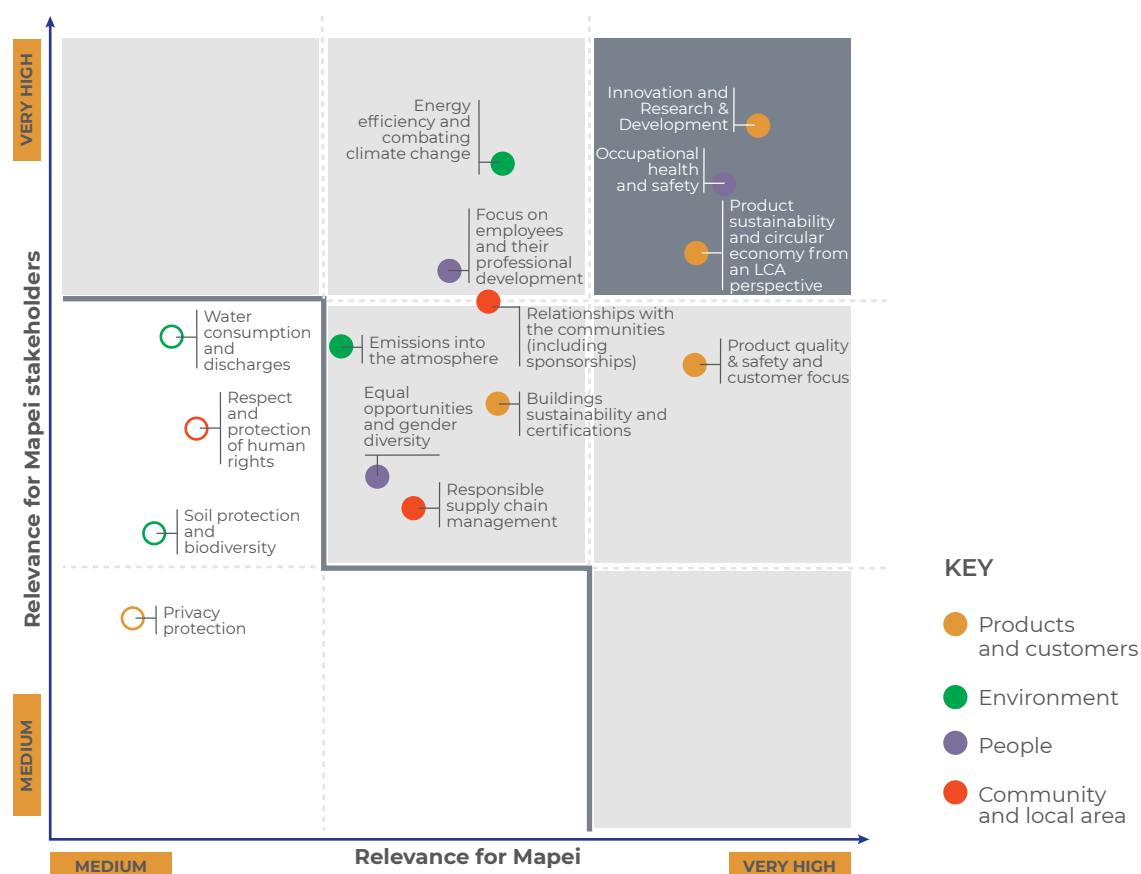 VERY HIGH
Relevance for Mapei stakeholders
MEDIUM
Energy
efficiency and
combating
climate change
Innovation and
Research &
Development
Occupational
health
and safety
Product
sustainability
and circular
economy from
an LCA
perspective
Focus on
employees
and their
professional
development
Relationships with
the communities
(including
sponsorships)
Water
consumption
and
discharges
Emissions into
the atmosphere
Product quality
& safety and
customer focus
Respect
and
protection
of human
rights
Equal
opportunities
and gender
diversity
Buildings
sustainability and
certifications
Responsible
supply chain
management
Soil protection
and
biodiversity
Privacy
protection
MEDIUM
Relevance for Mapei
VERY HIGH
KEY
Products
and customers
Environment
People
Community
and local area